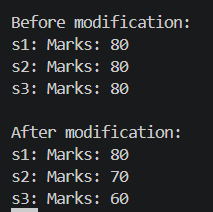 Before modification:
s1: Marks: 80
s2: Marks: 80
s3: Marks: 80

After modification:
s1: Marks: 80
s2: Marks: 70
s3: Marks: 60